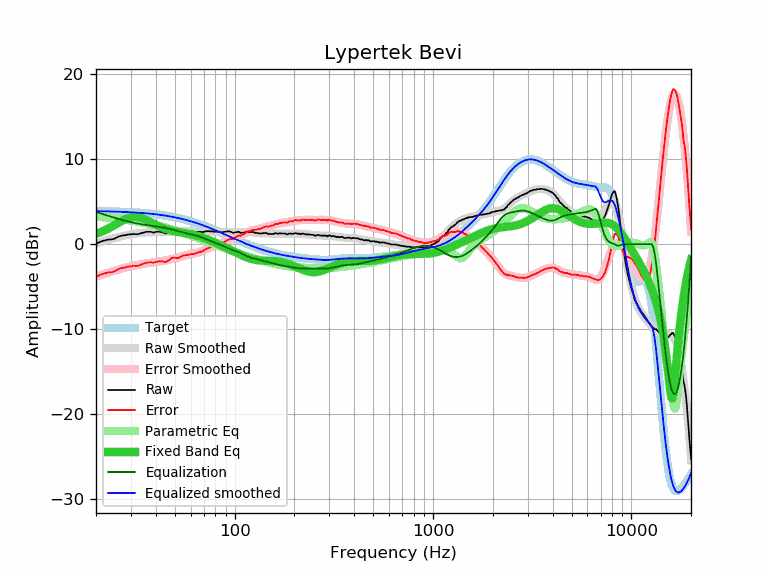 Lypertek Bevi
Amplitude (dBr)
20
10
0
−10
−20
−30
Target
Raw Smoothed
Error Smoothed
Raw
Error
Parametric Eq
Fixed Band Eq
Equalization
Equalized smoothed
100 1000 10000
Frequency (Hz)